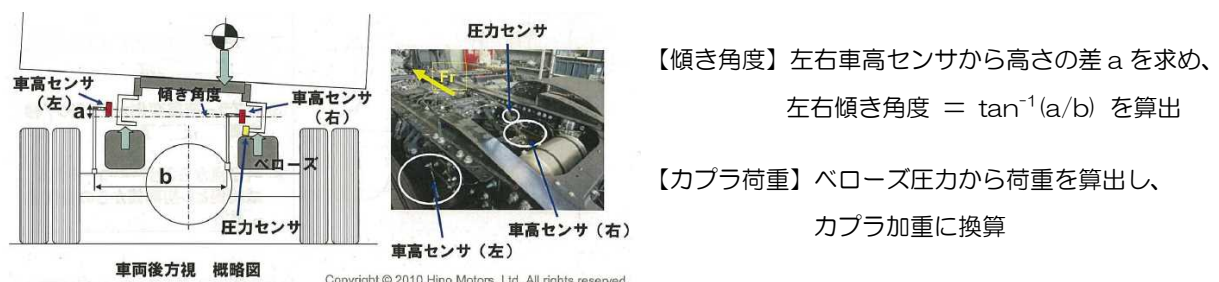 車高センサ
(左)
a
傾き角度
車高センサ
(右)
ベローズ
b
圧力センサ
車両後方視 概略図
圧力センサ
Fr
車高センサ(右)
車高センサ(左)
Copyright © 2010 Hino Motors, Ltd. All rights reserved
【傾き角度】左右車高センサから高さの差 a を求め、
左右傾き角度 = tan⁻¹(a/b) を算出
【カプラ荷重】ベローズ圧力から荷重を算出し、
カプラ加重に換算